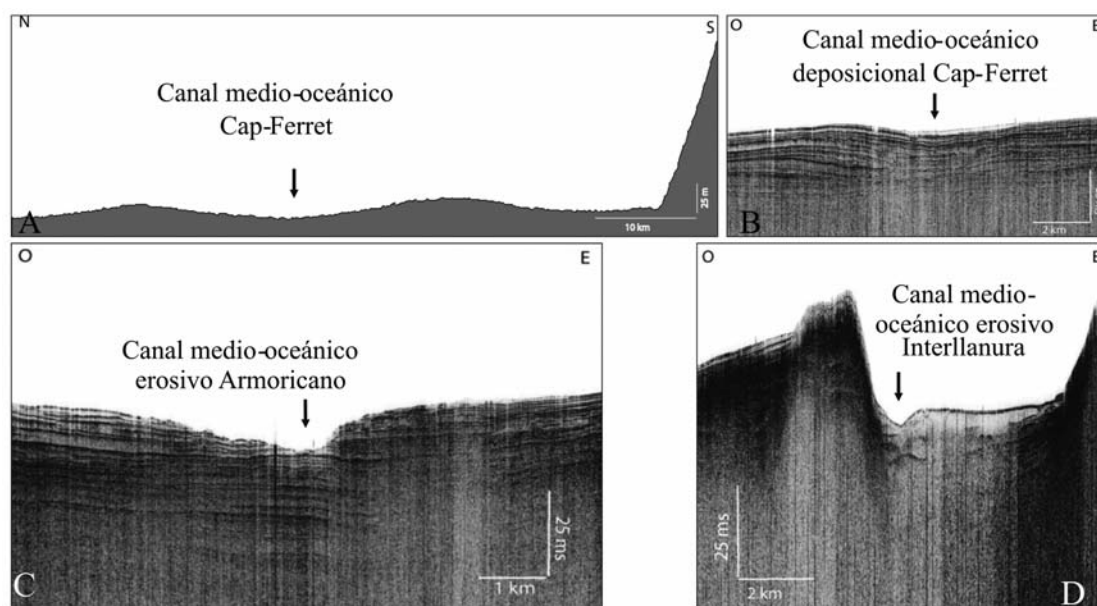 N
S
Canal medio-oceánico
Cap-Ferret
25 m
10 km
A
O
E
Canal medio-oceánico
deposicional Cap-Ferret
2 km
B
O
E
Canal medio-oceánico
erosivo Armoricano
25 ms
1 km
C
O
E
Canal medio-
oceánico erosivo
Interllanura
25 ms
2 km
D